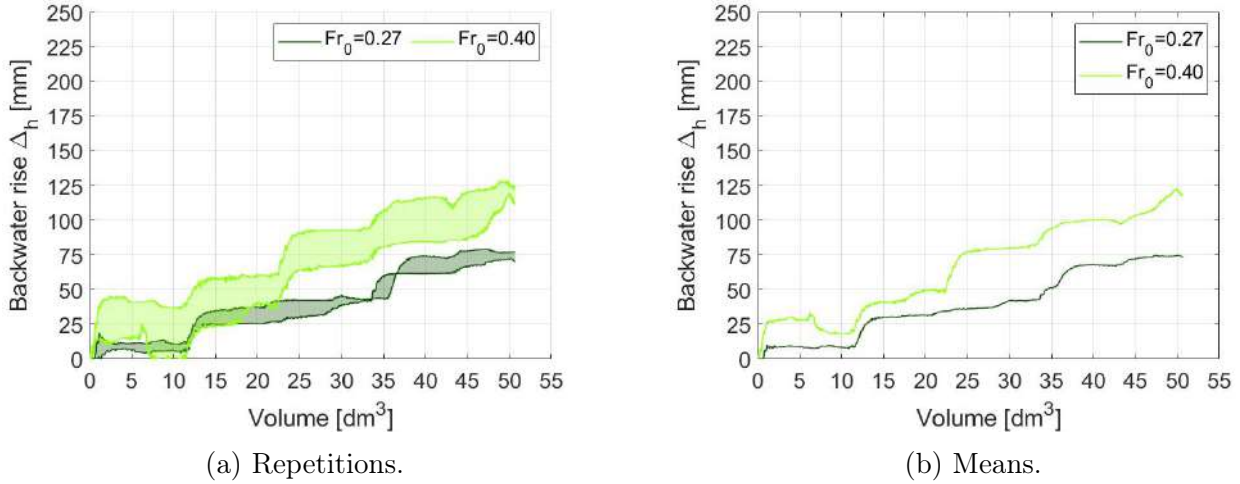 250
225
200
175
150
125
100
75
50
25
0
Backwater rise Δh [mm]
Fr0=0.27 Fr0=0.40
0 5 10 15 20 25 30 35 40 45 50 55
Volume [dm3]
(a) Repetitions.
250
225
200
175
150
125
100
75
50
25
0
Backwater rise Δh [mm]
Fr0=0.27
Fr0=0.40
0 5 10 15 20 25 30 35 40 45 50 55
Volume [dm3]
(b) Means.